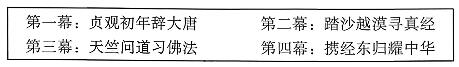 第一幕：贞观初年辞大唐 第二幕：踏沙越漠寻真经
第三幕：天竺问道习佛法 第四幕：携经东归耀中华